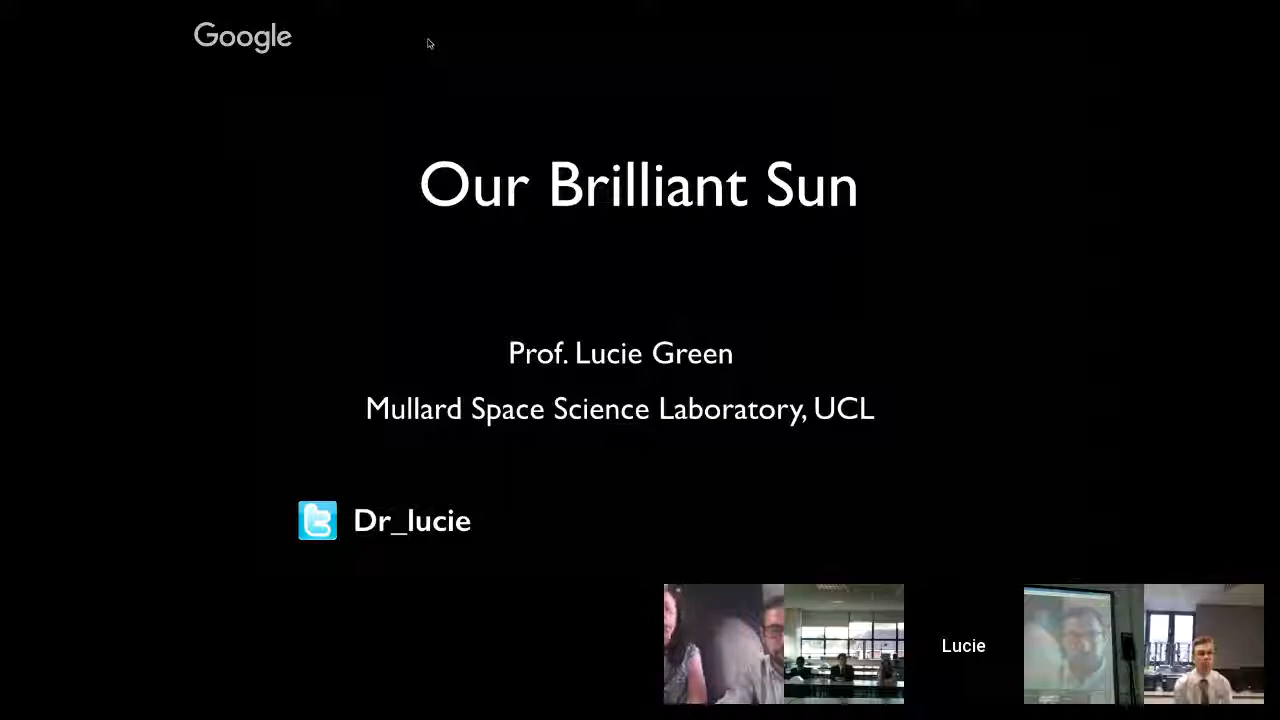 Google
Our Brilliant Sun
Prof. Lucie Green
Mullard Space Science Laboratory, UCL
Dr_lucie
Lucie